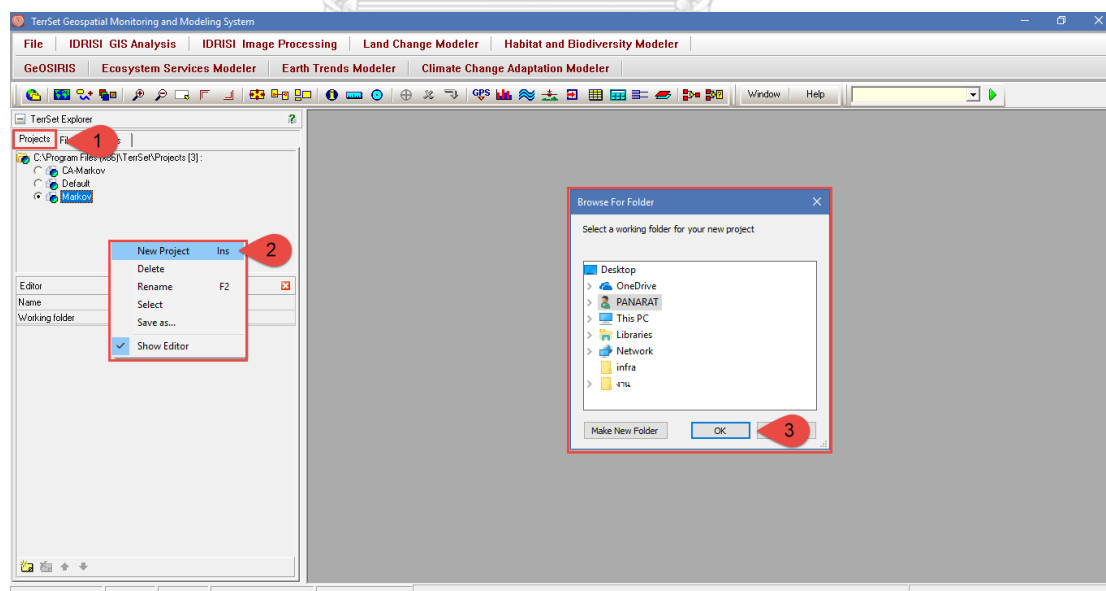 TerrSet Geospatial Monitoring and Modeling System
File IDRISI GIS Analysis IDRISI Image Processing Land Change Modeler Habitat and Biodiversity Modeler
GeOSIRIS Ecosystem Services Modeler Earth Trends Modeler Climate Change Adaptation Modeler
GPS Window Help
TerrSet Explorer
Projects 1
C:\Program Files (x86)\TerrSet\Projects [3] :
CA-Markov
Default
Markov
New Project Ins 2
Delete
Rename F2
Select
Save as...
Show Editor
Editor
Name
Working folder
Browse For Folder
Select a working folder for your new project
Desktop
OneDrive
PANARAT
This PC
Libraries
Network
infra
งาน
Make New Folder OK 3